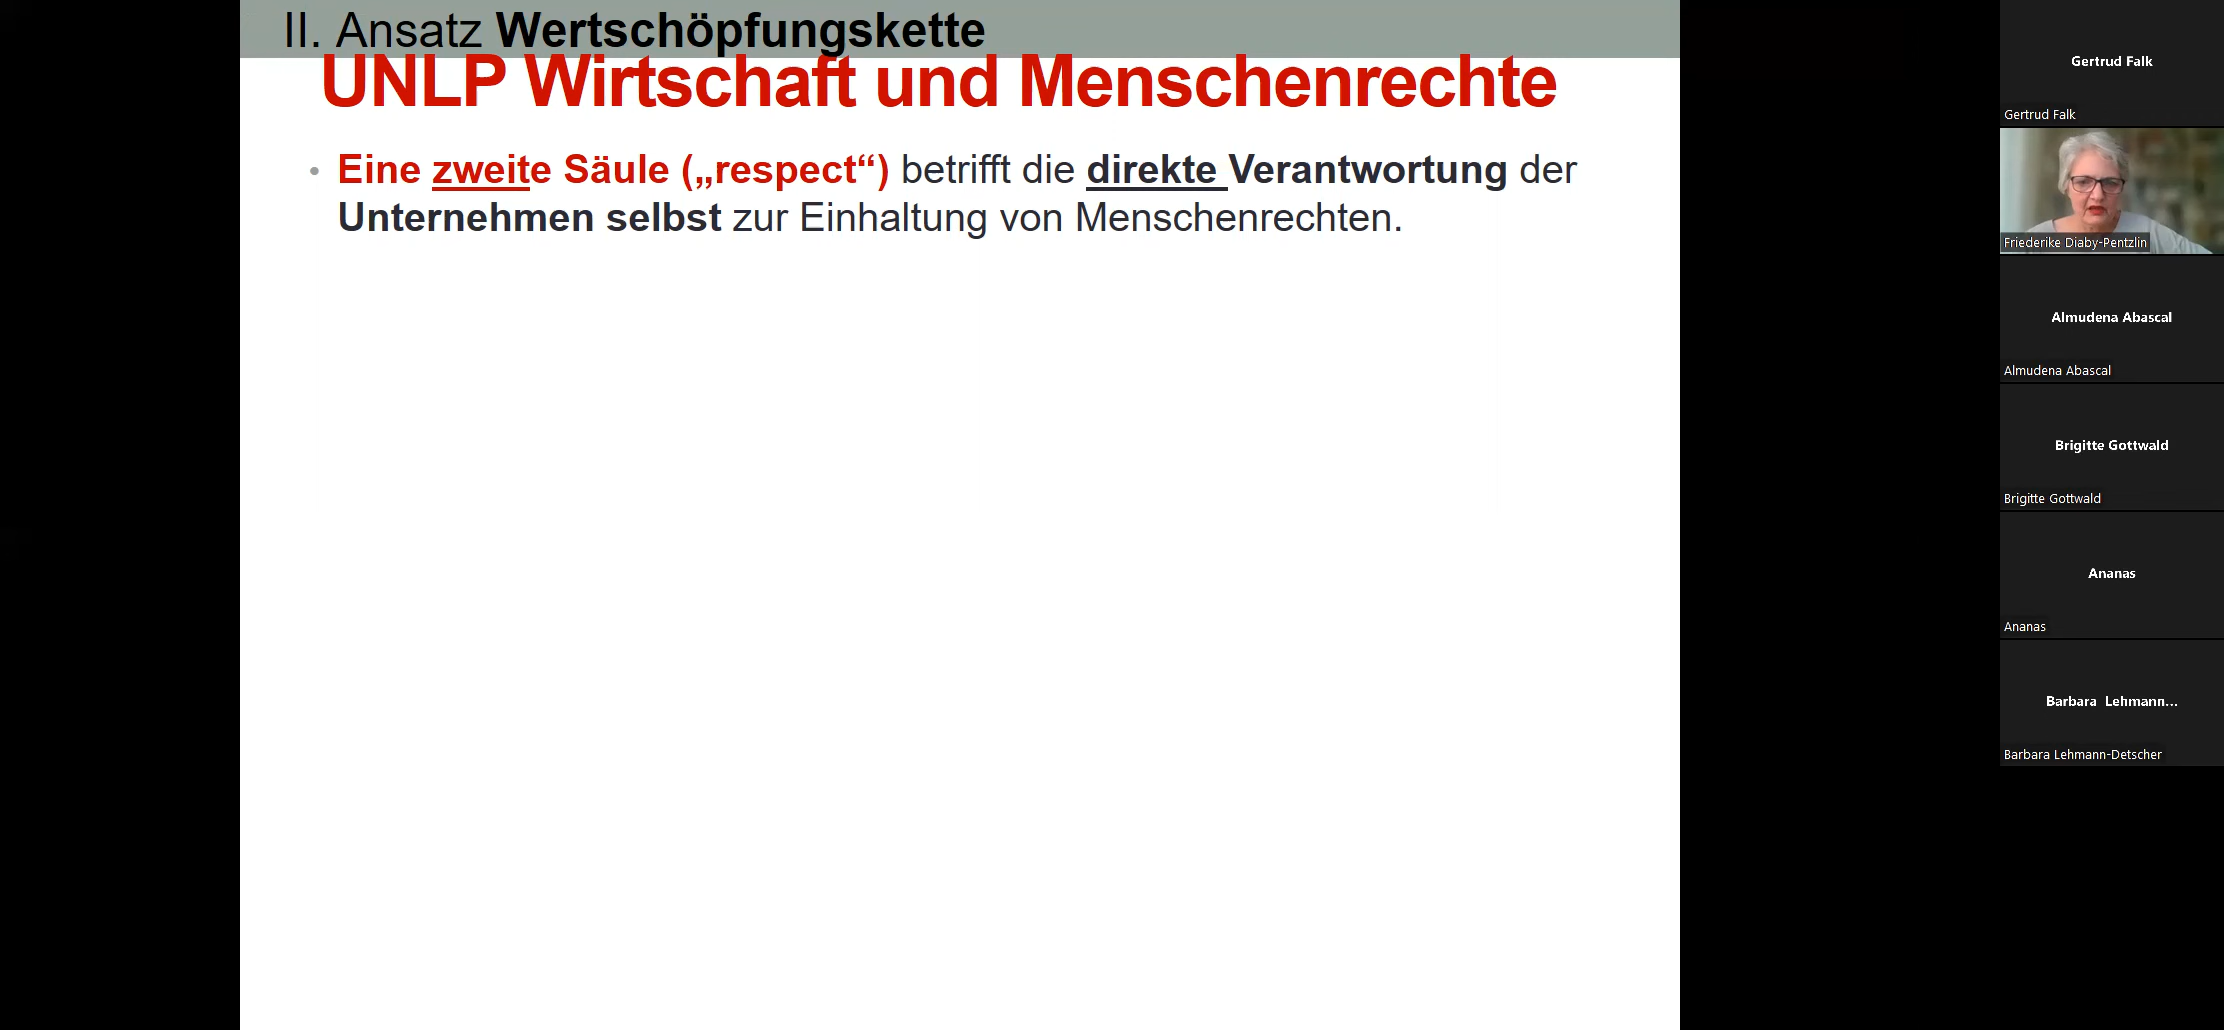 II. Ansatz Wertschöpfungskette
UNLP Wirtschaft und Menschenrechte
• Eine zweite Säule („respect“) betrifft die direkte Verantwortung der
Unternehmen selbst zur Einhaltung von Menschenrechten.
Gertrud Falk
Gertrud Falk
Friederike Diaby-Pentzlin
Almudena Abascal
Almudena Abascal
Brigitte Gottwald
Brigitte Gottwald
Ananas
Ananas
Barbara Lehmann...
Barbara Lehmann-Detscher